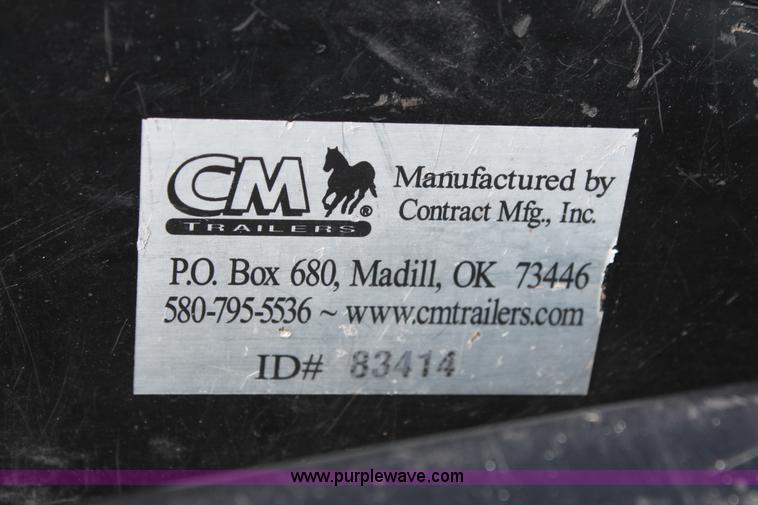 CM ®
TRAILERS
Manufactured by
Contract Mfg., Inc.
P.O. Box 680, Madill, OK 73446
580-795-5536 ~ www.cmtrailers.com
ID# 83414
www.purplewave.com